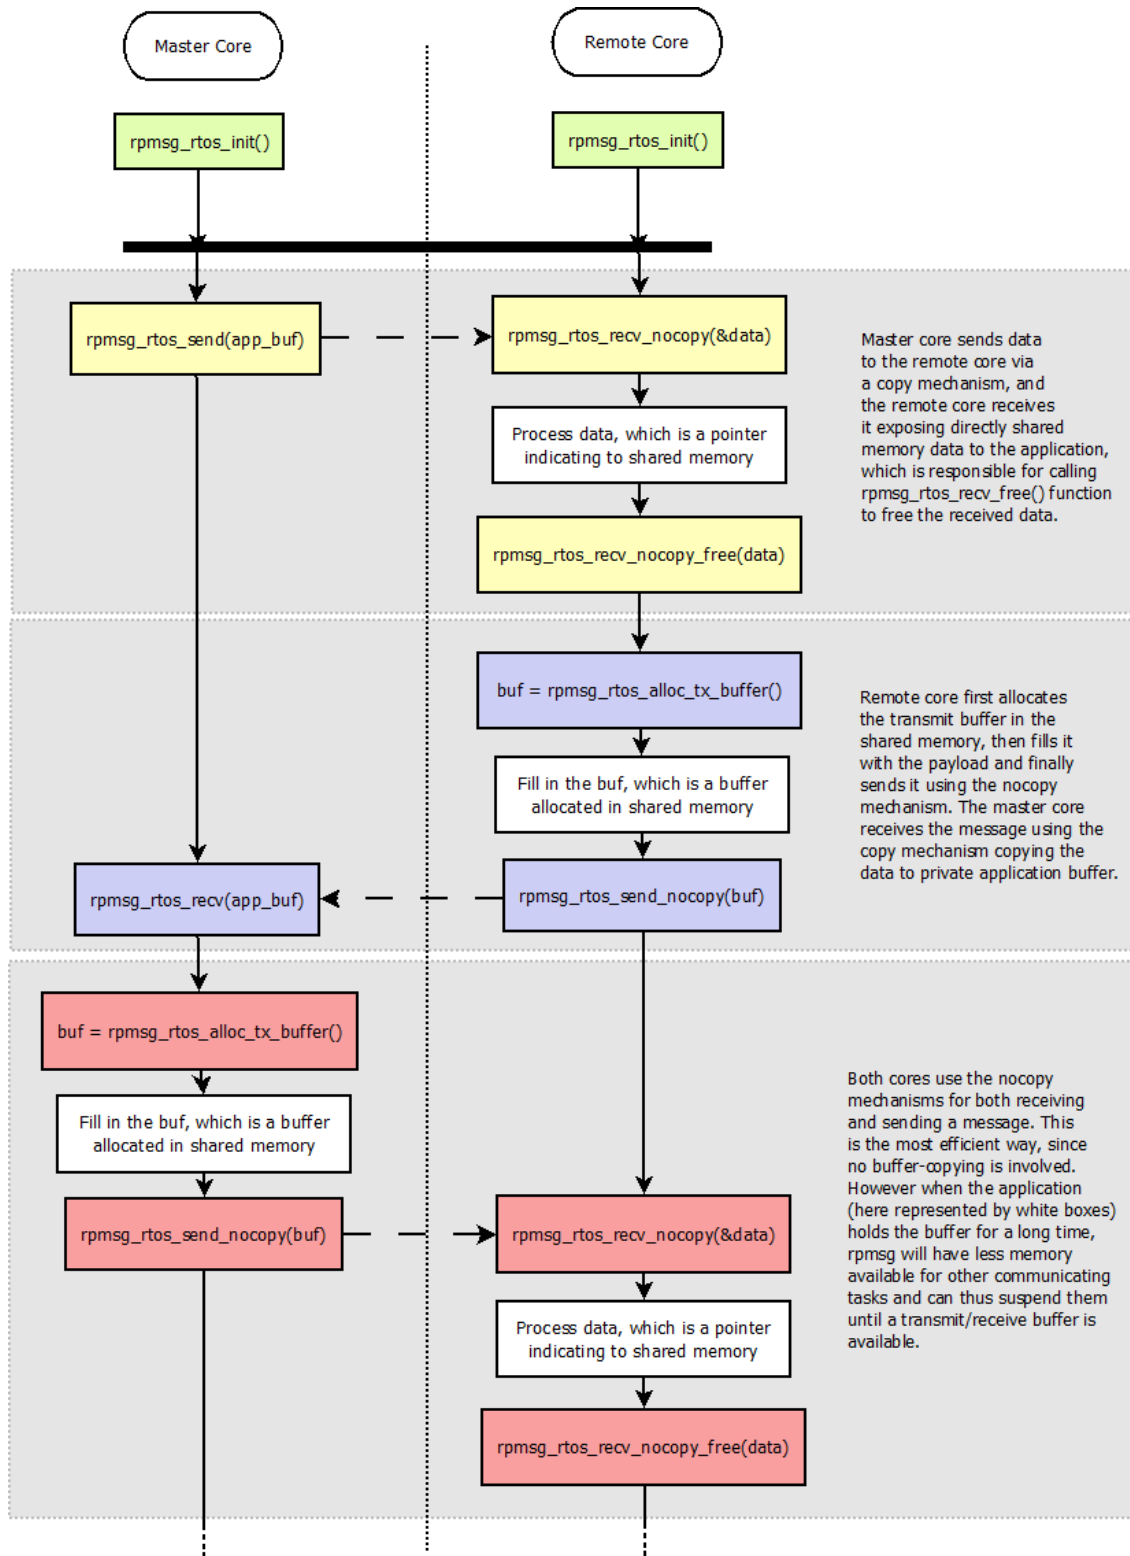 Master Core
Remote Core
rpmsg_rtos_init()
rpmsg_rtos_init()
rpmsg_rtos_send(app_buf)
rpmsg_rtos_recv_nocopy(&data)
Process data, which is a pointer
indicating to shared memory
rpmsg_rtos_recv_nocopy_free(data)
Master core sends data
to the remote core via
a copy mechanism, and
the remote core receives
it exposing directly shared
memory data to the application,
which is responsible for calling
rpmsg_rtos_recv_free() function
to free the received data.
buf = rpmsg_rtos_alloc_tx_buffer()
Fill in the buf, which is a buffer
allocated in shared memory
rpmsg_rtos_recv(app_buf)
rpmsg_rtos_send_nocopy(buf)
Remote core first allocates
the transmit buffer in the
shared memory, then fills it
with the payload and finally
sends it using the nocopy
mechanism. The master core
receives the message using the
copy mechanism copying the
data to private application buffer.
buf = rpmsg_rtos_alloc_tx_buffer()
Fill in the buf, which is a buffer
allocated in shared memory
rpmsg_rtos_send_nocopy(buf)
rpmsg_rtos_recv_nocopy(&data)
Process data, which is a pointer
indicating to shared memory
rpmsg_rtos_recv_nocopy_free(data)
Both cores use the nocopy
mechanisms for both receiving
and sending a message. This
is the most efficient way, since
no buffer-copying is involved.
However when the application
(here represented by white boxes)
holds the buffer for a long time,
rpmsg will have less memory
available for other communicating
tasks and can thus suspend them
until a transmit/receive buffer is
available.